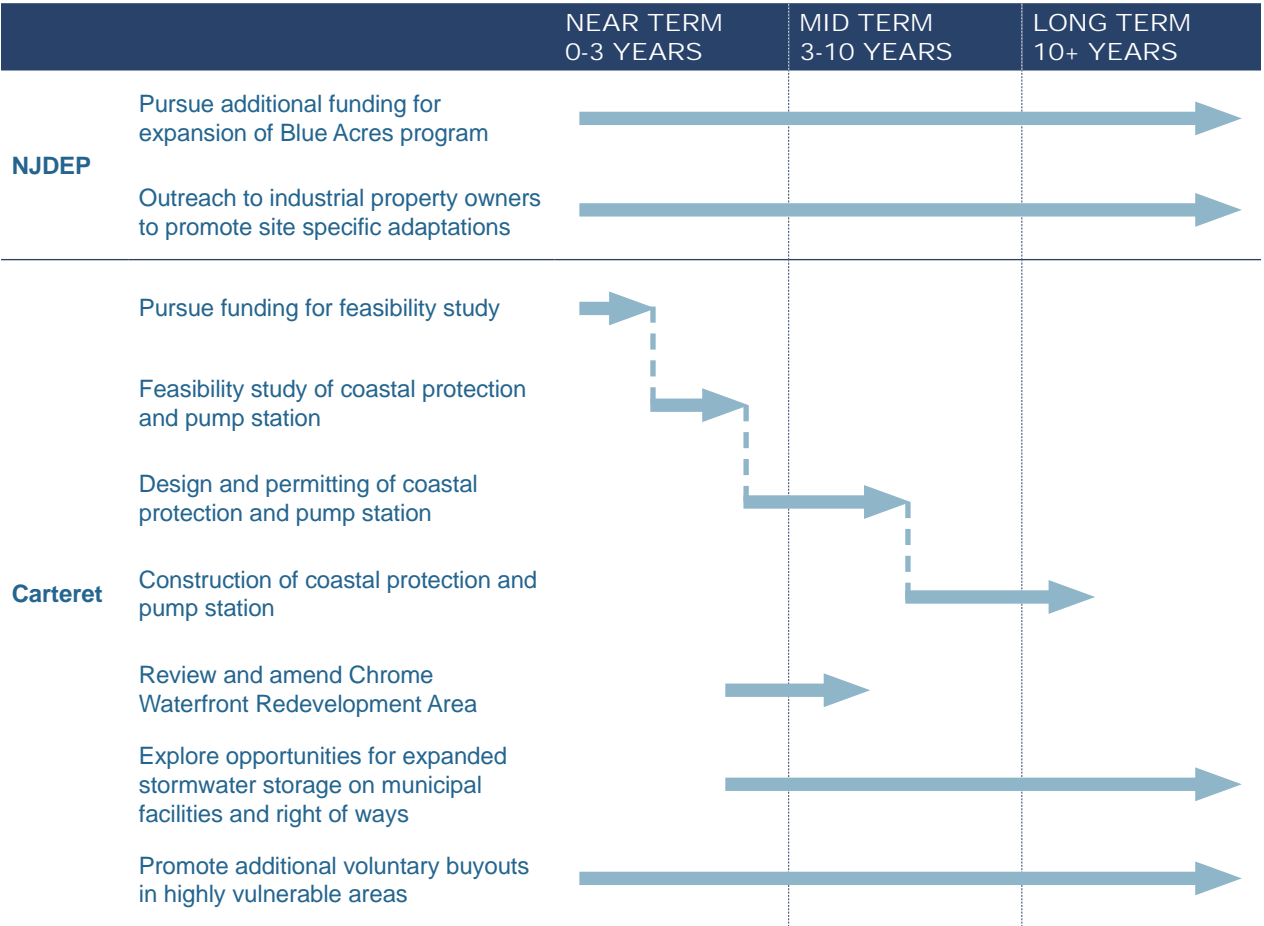 NEAR TERM
0-3 YEARS
MID TERM
3-10 YEARS
LONG TERM
10+ YEARS
NJDEP
Pursue additional funding for
expansion of Blue Acres program
Outreach to industrial property owners
to promote site specific adaptations
Carteret
Pursue funding for feasibility study
Feasibility study of coastal protection
and pump station
Design and permitting of coastal
protection and pump station
Construction of coastal protection and
pump station
Review and amend Chrome
Waterfront Redevelopment Area
Explore opportunities for expanded
stormwater storage on municipal
facilities and right of ways
Promote additional voluntary buyouts
in highly vulnerable areas